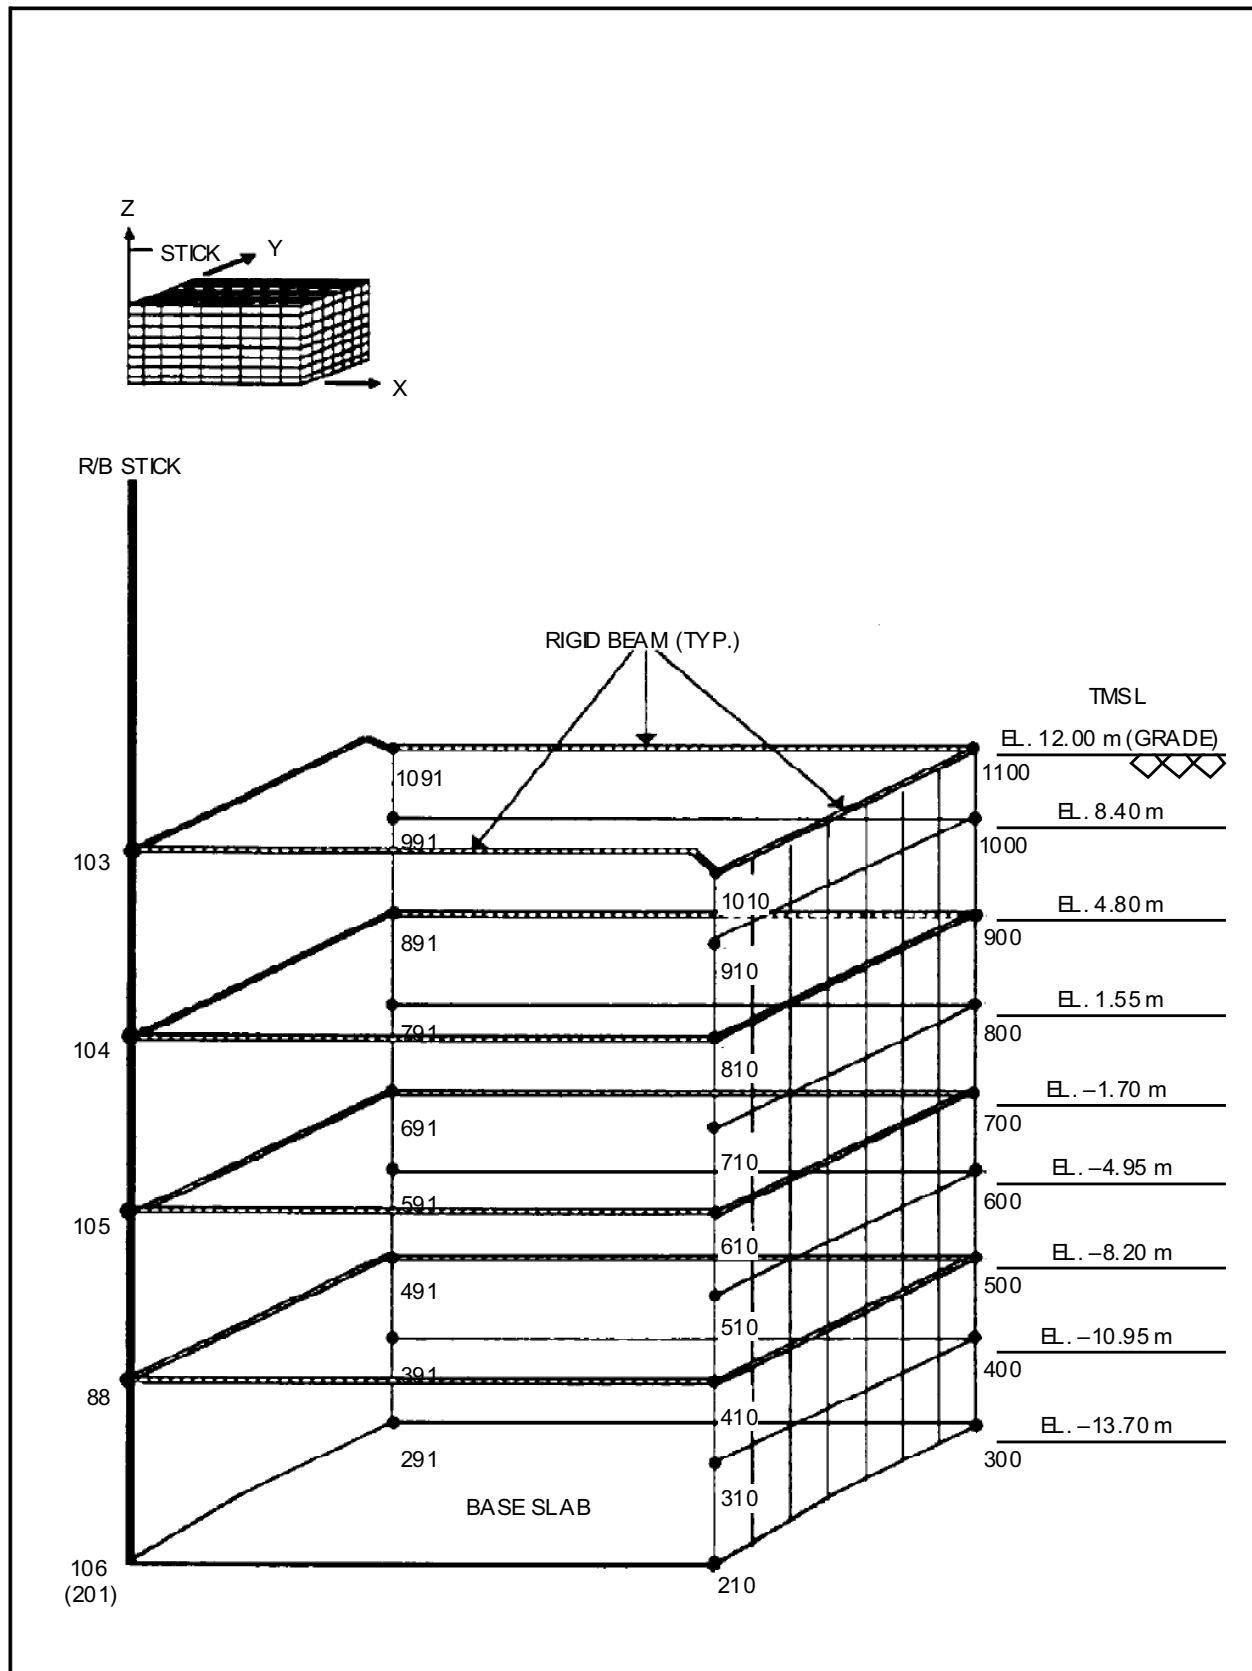 Z
STICK
Y
X
R/B STICK
RIGID BEAM (TYP.)
TMSL
EL. 12.00 m (GRADE)
1091
1100
EL. 8.40 m
991
1000
103
1010
EL. 4.80 m
891
900
910
EL. 1.55 m
791
800
104
810
EL. –1.70 m
691
700
710
EL. –4.95 m
591
600
105
610
EL. –8.20 m
491
500
510
EL. –10.95 m
391
400
88
410
EL. –13.70 m
291
300
310
BASE SLAB
106
210
(201)